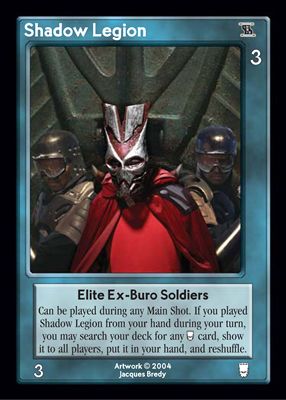 Shadow Legion
3
Elite Ex-Buro Soldiers
Can be played during any Main Shot. If you played
Shadow Legion from your hand during your turn,
you may search your deck for any card, show
it to all players, put it in your hand, and reshuffle.
3
Artwork © 2004
Jacques Bredy